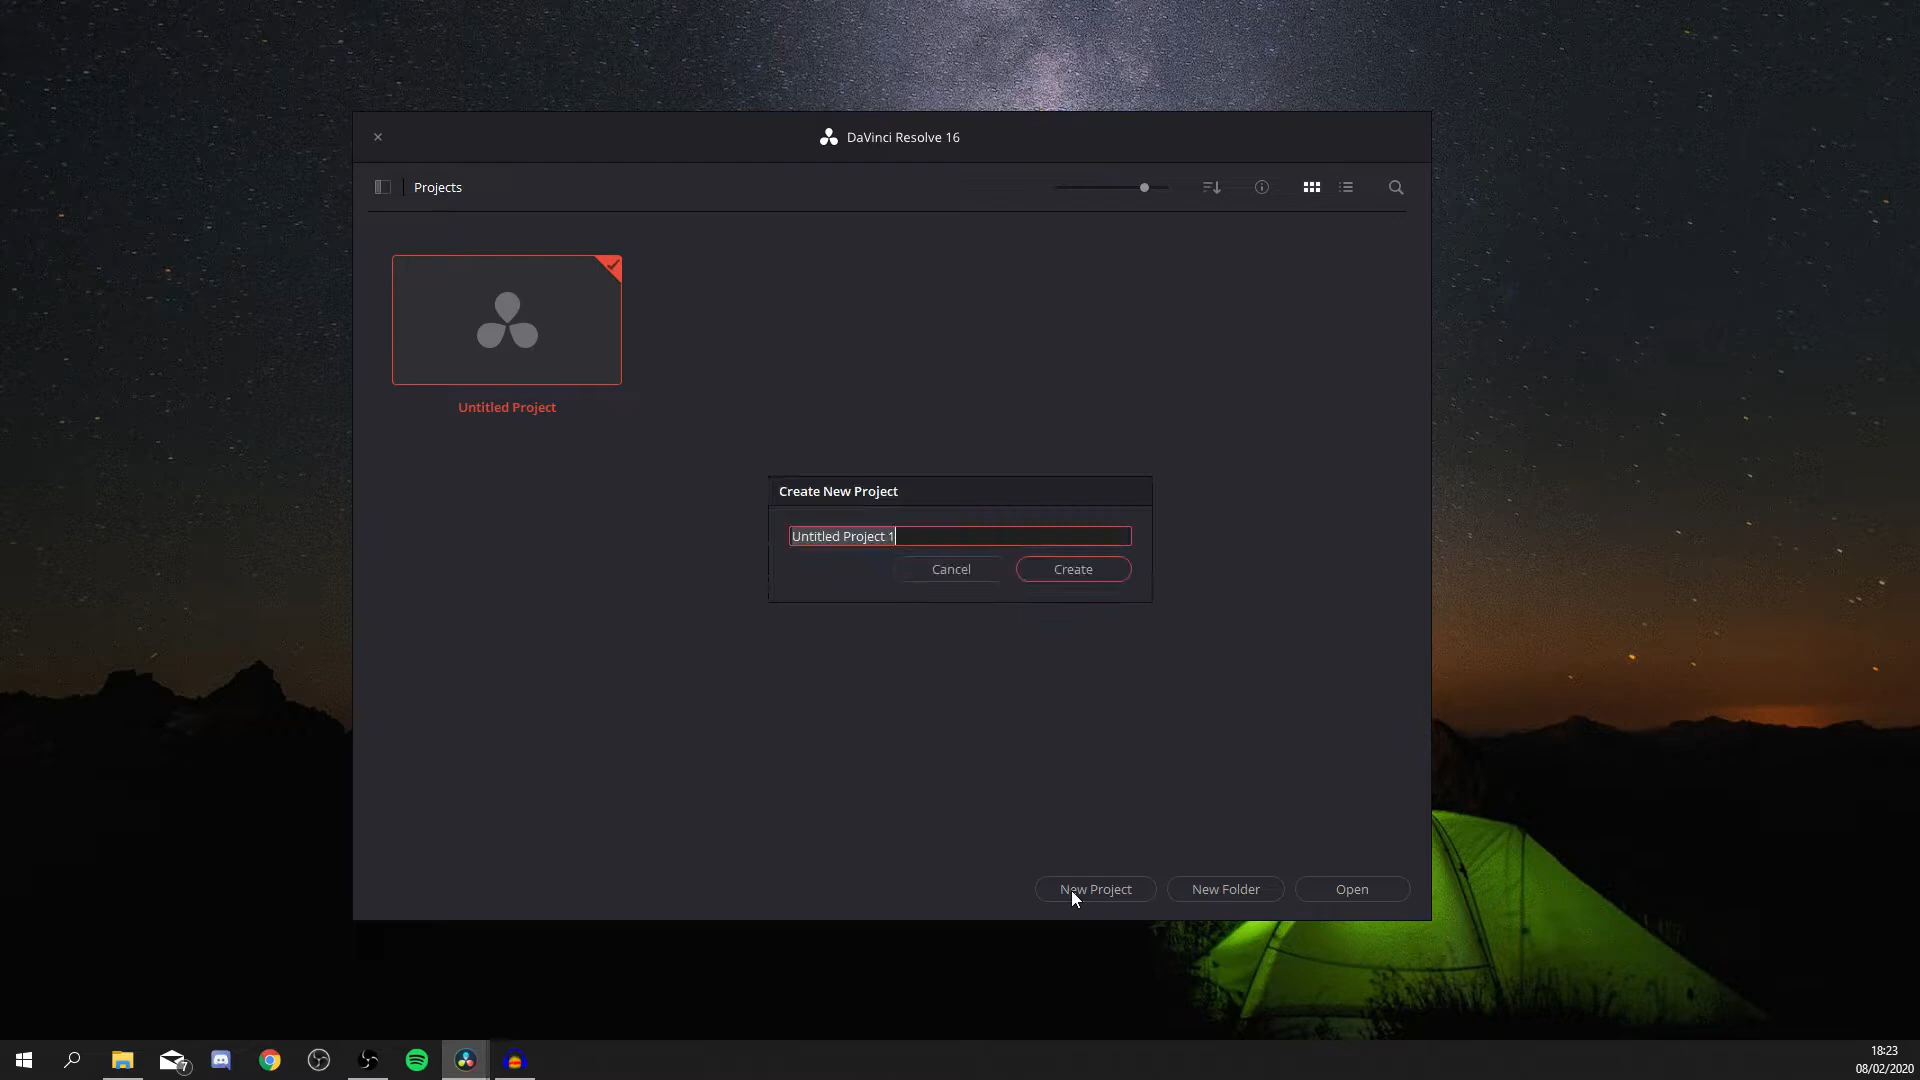 DaVinci Resolve 16
Projects
Untitled Project
Create New Project
Untitled Project 1
Cancel
Create
New Project
New Folder
Open
7
18:23
08/02/2020